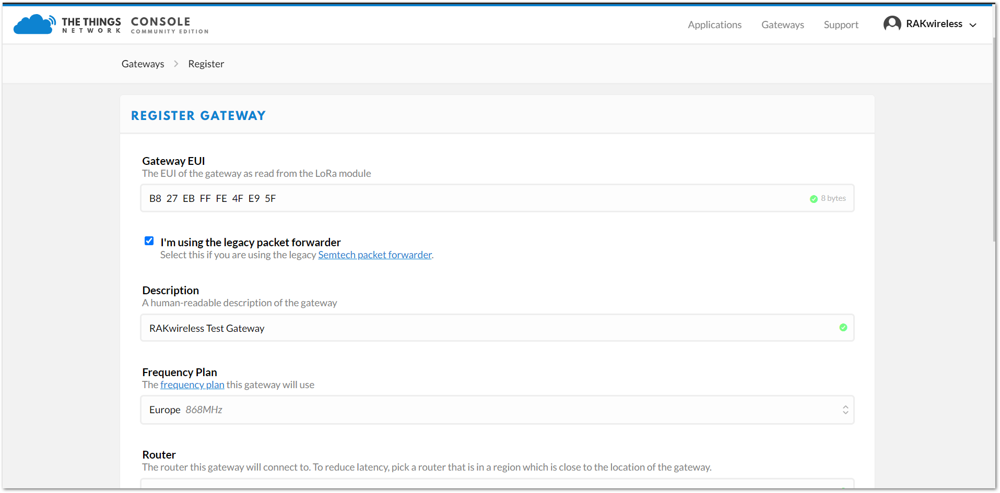 THE THINGS NETWORK CONSOLE COMMUNITY EDITION
Applications Gateways Support RAKwireless
Gateways Register
REGISTER GATEWAY
Gateway EUI
The EUI of the gateway as read from the LoRa module
B8 27 EB FF FE 4F E9 5F 8 bytes
I'm using the legacy packet forwarder
Select this if you are using the legacy Semtech packet forwarder.
Description
A human-readable description of the gateway
RAKwireless Test Gateway
Frequency Plan
The frequency plan this gateway will use
Europe 868MHz
Router
The router this gateway will connect to. To reduce latency, pick a router that is in a region which is close to the location of the gateway.